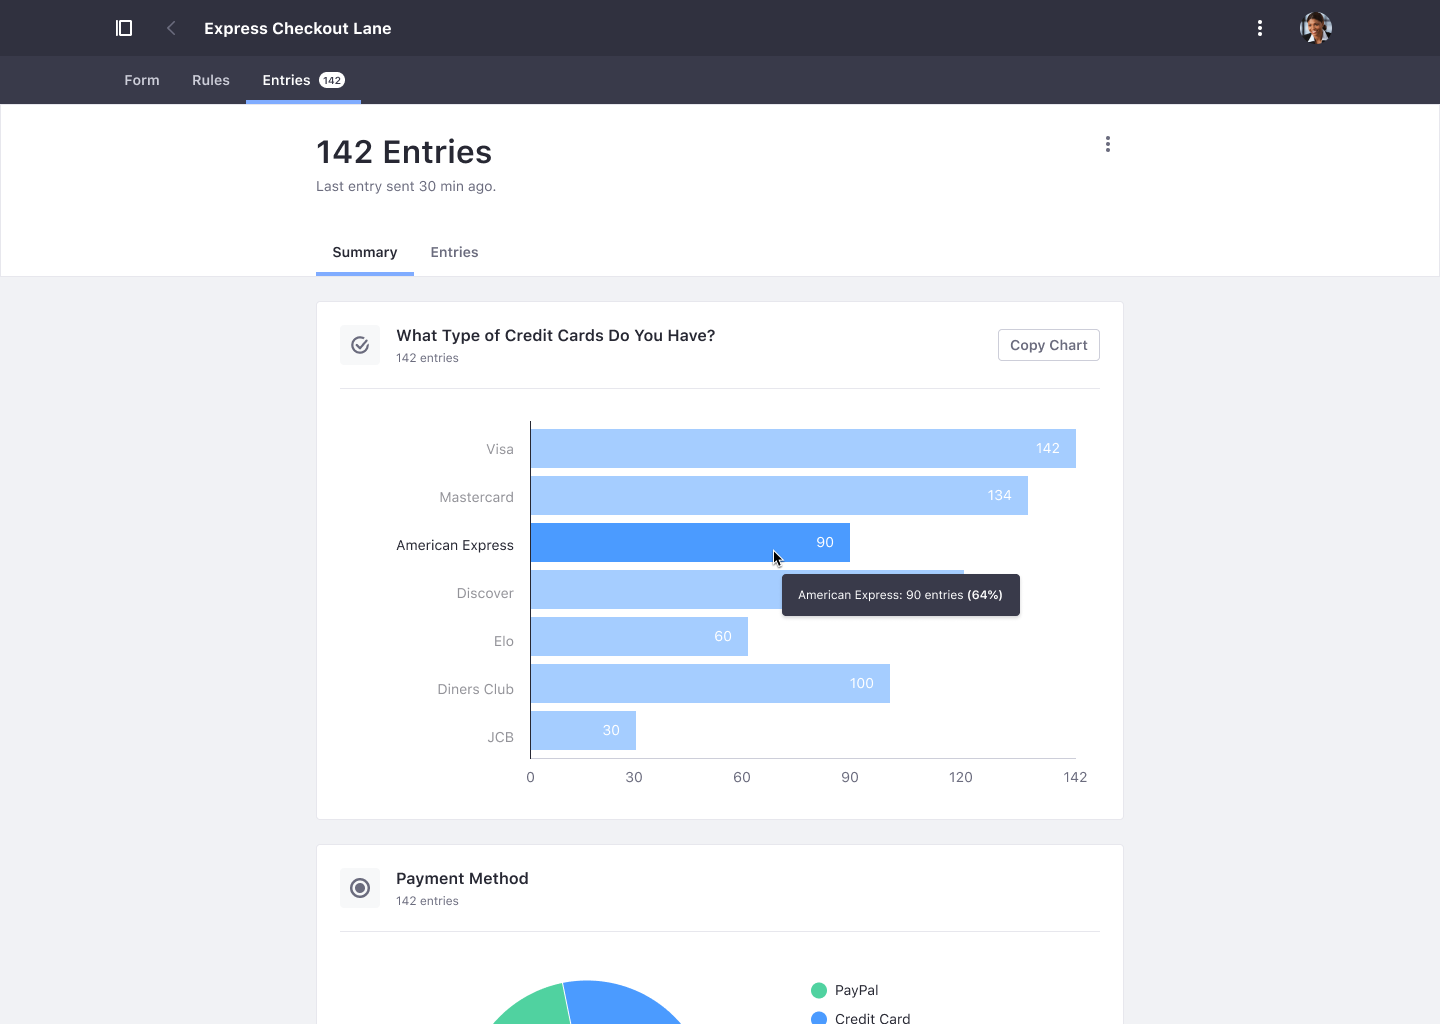 Express Checkout Lane
Form
Rules
Entries 142
142 Entries
Last entry sent 30 min ago.
Summary
Entries
What Type of Credit Cards Do You Have?
142 entries
Copy Chart
Visa
142
Mastercard
134
American Express
90
Discover
American Express: 90 entries (64%)
Elo
60
Diners Club
100
JCB
30
0 30 60 90 120 142
Payment Method
142 entries
PayPal
Credit Card